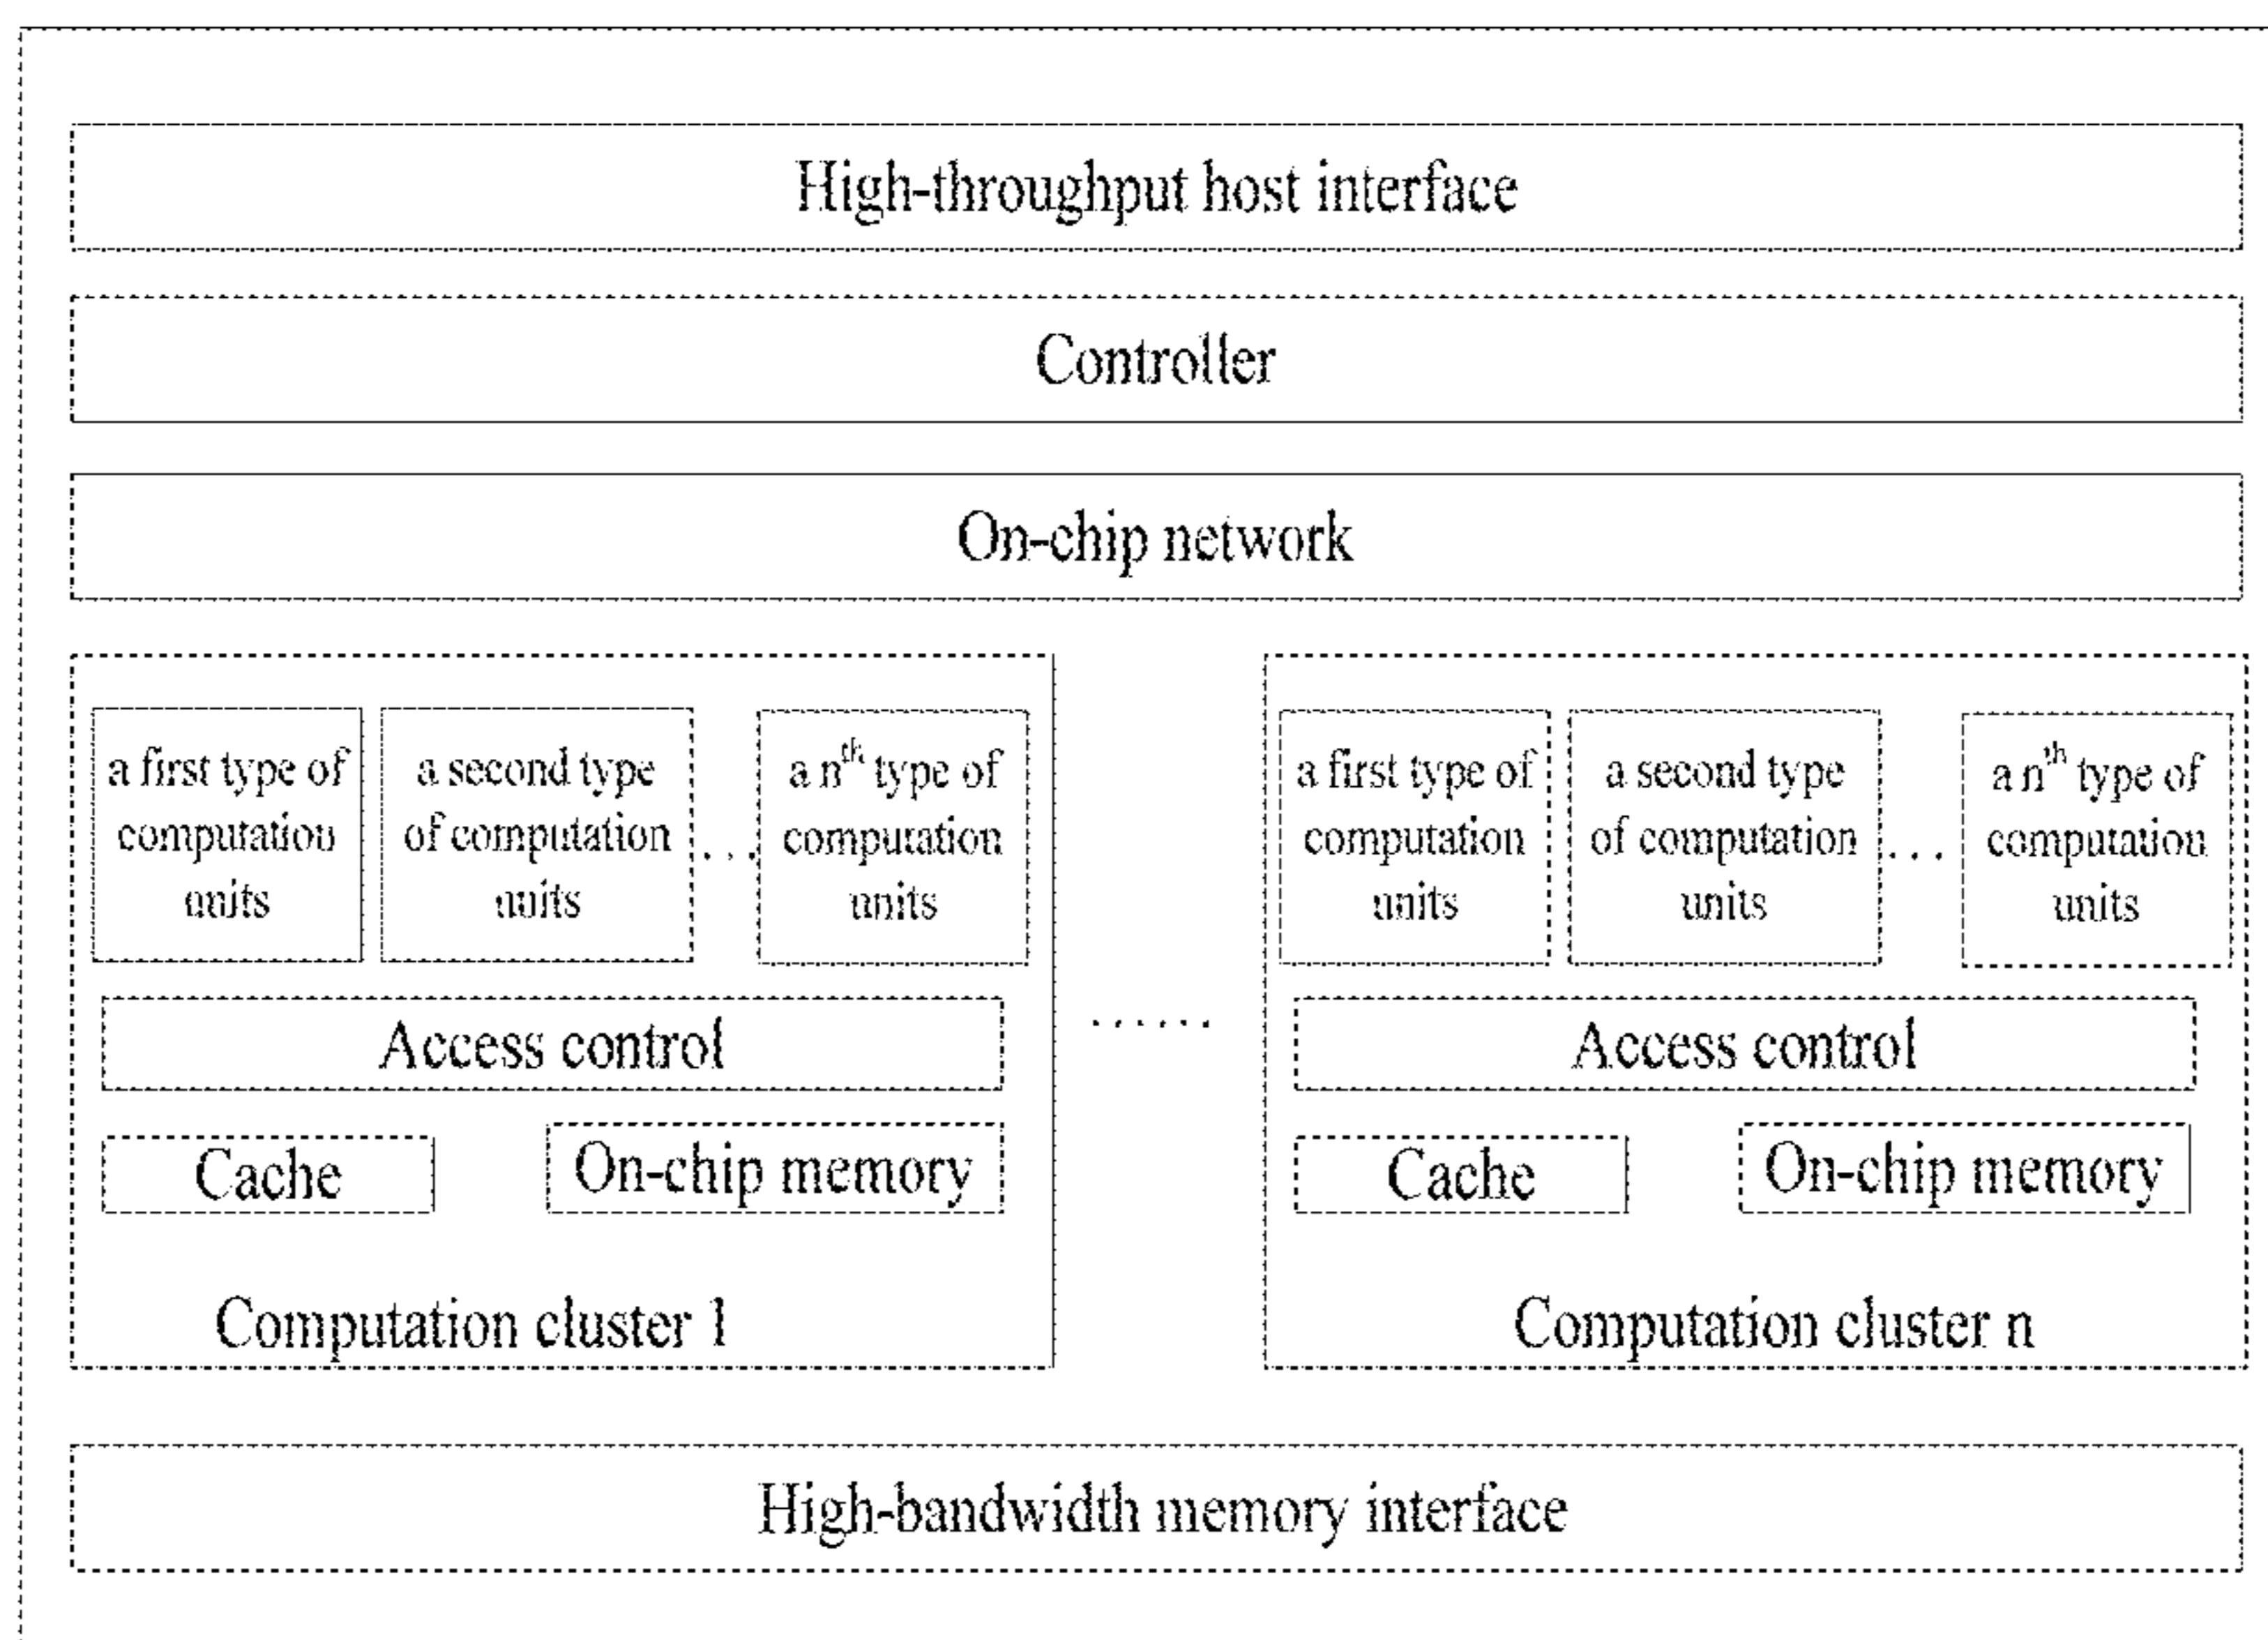 High-throughput host interface
Controller
On-chip network
a first type of
computation
units
a second type
of computation
units
...
a nth type of
computation
units
Access control
Cache
On-chip memory
Computation cluster 1
......
a first type of
computation
units
a second type
of computation
units
...
a nth type of
computation
units
Access control
Cache
On-chip memory
Computation cluster n
High-bandwidth memory interface